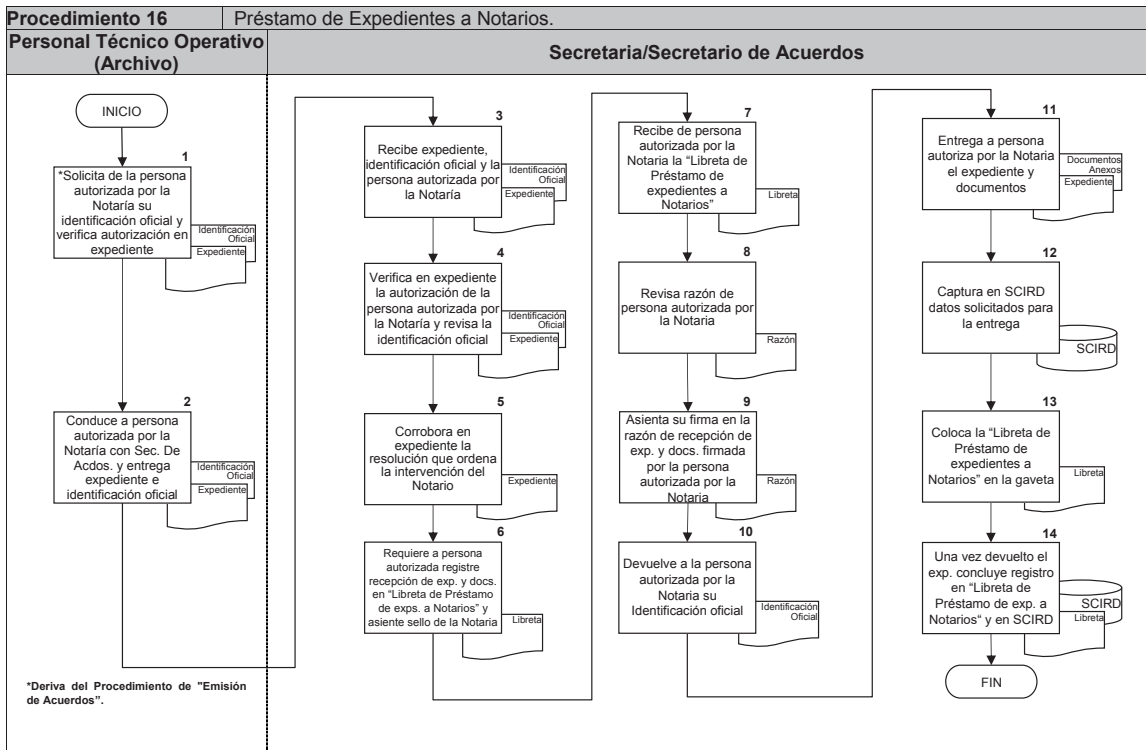 Procedimiento 16
Préstamo de Expedientes a Notarios.
Personal Técnico Operativo
(Archivo)
Secretaria/Secretario de Acuerdos
INICIO
1
*Solicita de la persona
autorizada por la
Notaría su
identificación oficial y
verifica autorización en
expediente
Identificación
Oficial
Expediente
2
Conduce a persona
autorizada por la
Notaría con Sec. De
Acdos. y entrega
expediente e
identificación oficial
Identificación
Oficial
Expediente
*Deriva del Procedimiento de "Emisión
de Acuerdos”.
3
Recibe expediente,
identificación oficial y la
persona autorizada por
la Notaría
Identificación
Oficial
Expediente
4
Verifica en expediente
la autorización de la
persona autorizada por
la Notaría y revisa la
identificación oficial
Identificación
Oficial
Expediente
5
Corrobora en
expediente la
resolución que ordena
la intervención del
Notario
Expediente
6
Requiere a persona
autorizada registre
recepción de exp. y docs.
en “Libreta de Préstamo
de exps. a Notarios” y
asiente sello de la Notaria
Libreta
7
Recibe de persona
autorizada por la
Notaria la “Libreta de
Préstamo de
expedientes a
Notarios”
Libreta
8
Revisa razón de
persona autorizada por
la Notaria
Razón
9
Asienta su firma en la
razón de recepción de
exp. y docs. firmada
por la persona
autorizada por la
Notaria
Razón
10
Devuelve a la persona
autorizada por la
Notaria su
Identificación oficial
Identificación
Oficial
11
Entrega a persona
autoriza por la Notaria
el expediente y
documentos
Documentos
Anexos
Expediente
12
Captura en SCIRD
datos solicitados para
la entrega
SCIRD
13
Coloca la “Libreta de
Préstamo de
expedientes a
Notarios” en la gaveta
Libreta
14
Una vez devuelto el
exp. concluye registro
en “Libreta de
Préstamo de exp. a
Notarios“ y en SCIRD
SCIRD
Libreta
FIN